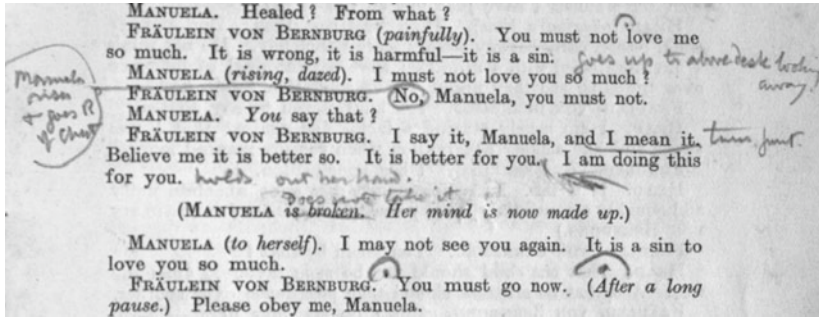 MANUELA. Healed? From what?
FRÄULEIN VON BERNBURG (painfully). You must not love me
so much. It is wrong, it is harmful—it is a sin. goes up to above desk looking
away.
MANUELA (rising, dazed). I must not love you so much?
Manuela
rises
+ goes R
of Chest
FRÄULEIN VON BERNBURG. No, Manuela, you must not.
MANUELA. You say that?
FRÄULEIN VON BERNBURG. I say it, Manuela, and I mean it. turn front.
Believe me it is better so. It is better for you. I am doing this
for you. holds out her hand.
Does not take it
(MANUELA is broken. Her mind is now made up.)
MANUELA (to herself). I may not see you again. It is a sin to
love you so much.
FRÄULEIN VON BERNBURG. You must go now. (After a long
pause.) Please obey me, Manuela.